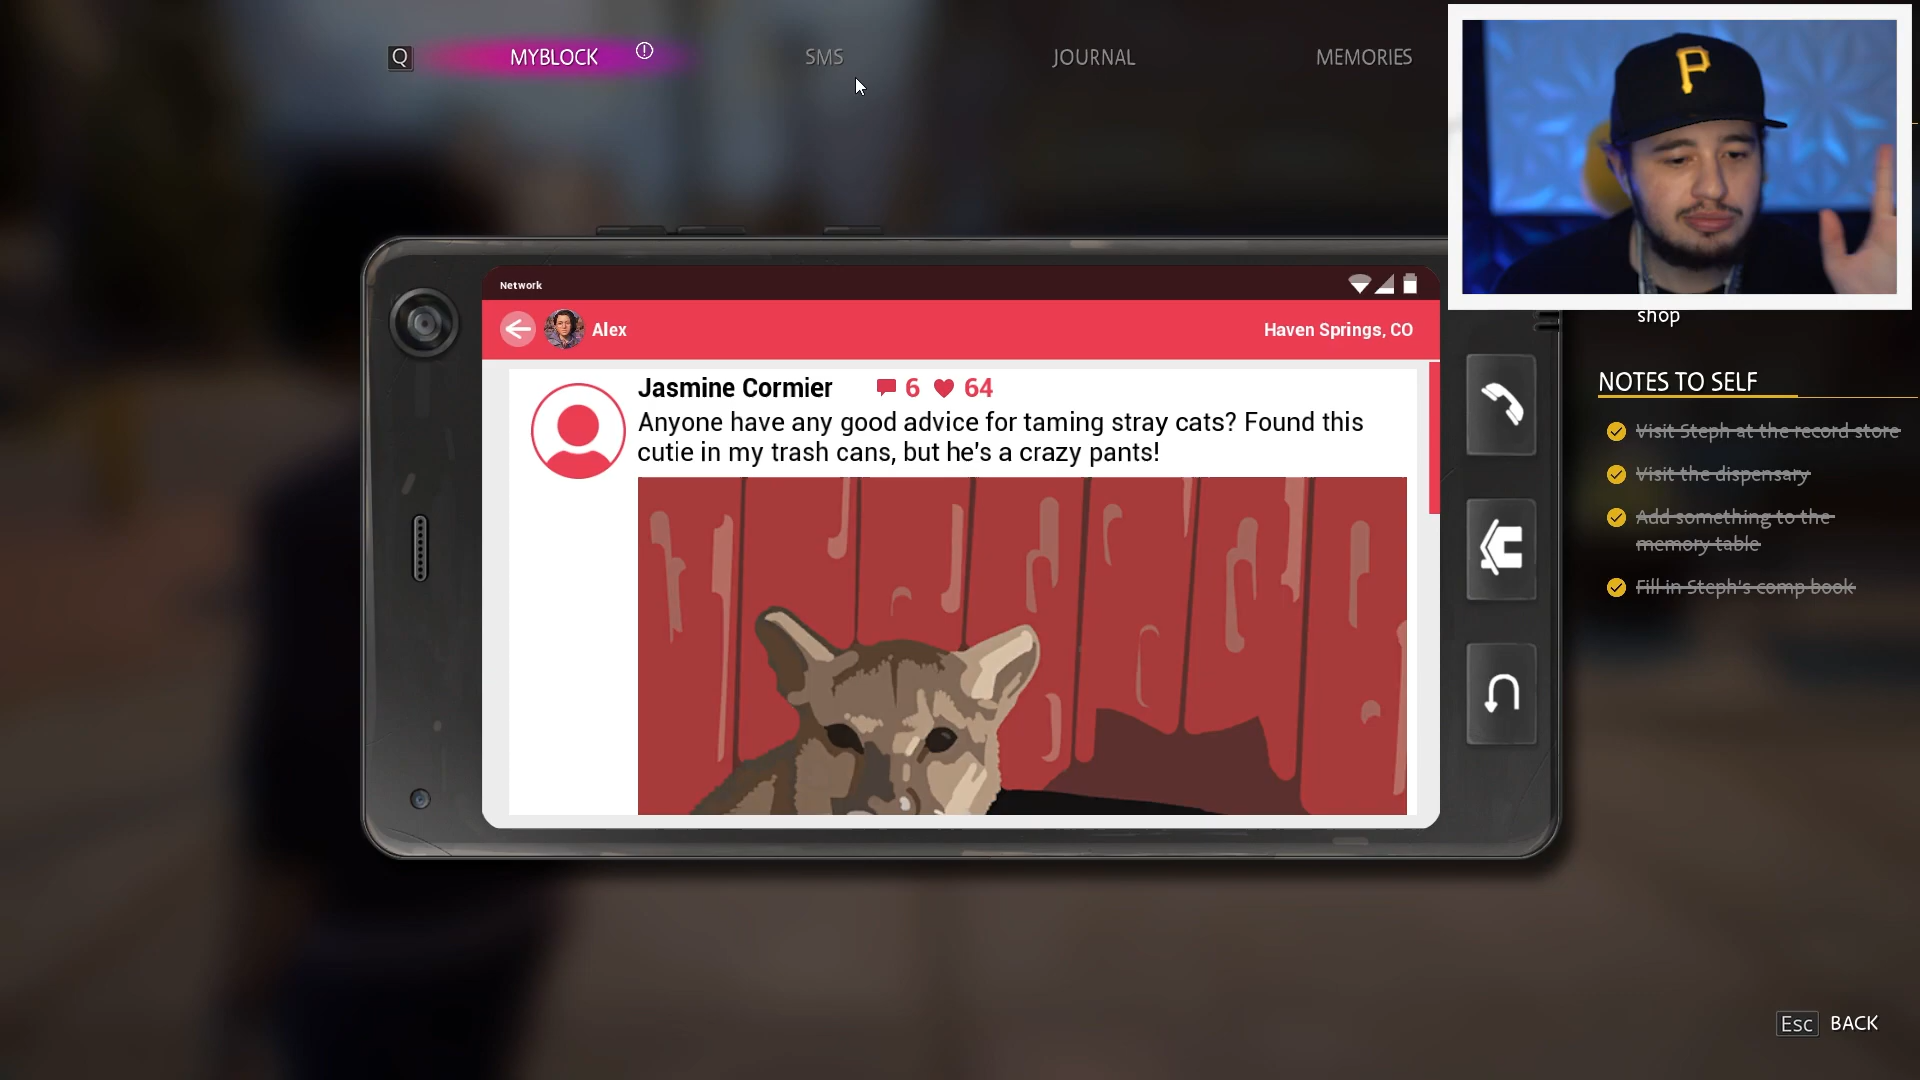 Q
MYBLOCK
SMS
JOURNAL
MEMORIES
P
Network
Alex
Haven Springs, CO
Jasmine Cormier
6
64
Anyone have any good advice for taming stray cats? Found this
cutie in my trash cans, but he's a crazy pants!
shop
NOTES TO SELF
Visit Steph at the record store
Visit the dispensary
Add something to the
memory table
Fill in Steph's comp book
Esc BACK